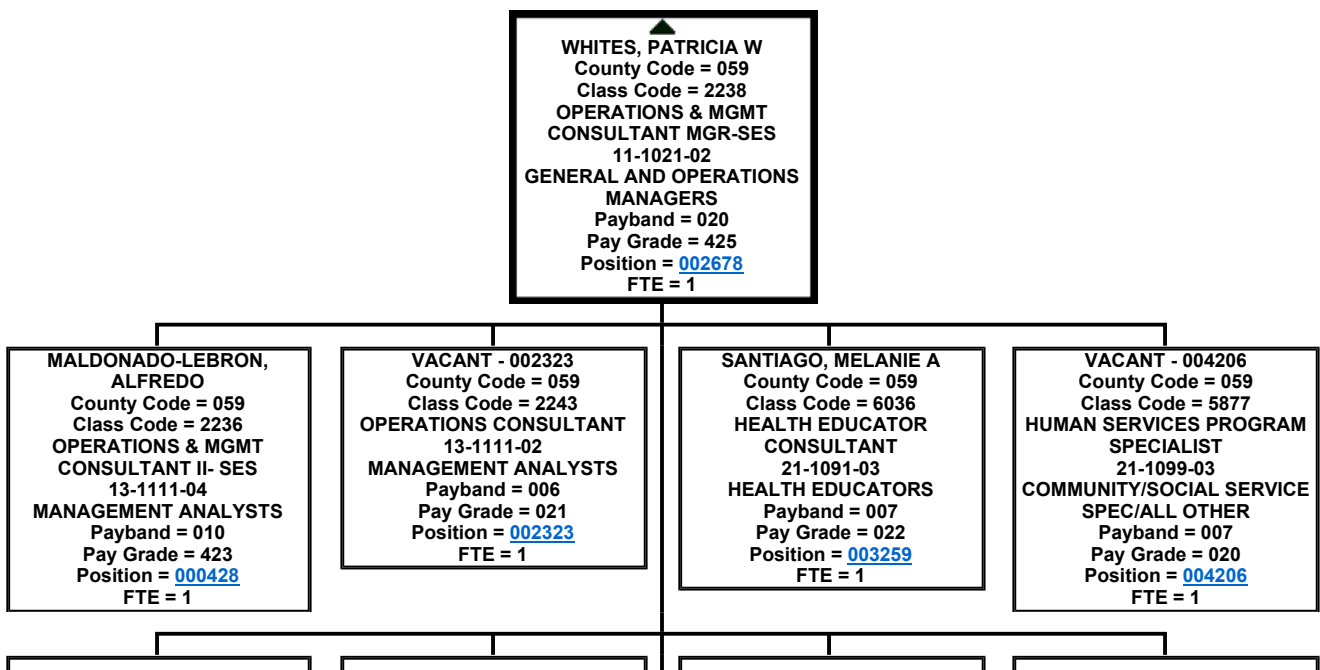 WHITES, PATRICIA W
County Code = 059
Class Code = 2238
OPERATIONS & MGMT
CONSULTANT MGR-SES
11-1021-02
GENERAL AND OPERATIONS
MANAGERS
Payband = 020
Pay Grade = 425
Position = 002678
FTE = 1
MALDONADO-LEBRON,
ALFREDO
County Code = 059
Class Code = 2236
OPERATIONS & MGMT
CONSULTANT II- SES
13-1111-04
MANAGEMENT ANALYSTS
Payband = 010
Pay Grade = 423
Position = 000428
FTE = 1
VACANT - 002323
County Code = 059
Class Code = 2243
OPERATIONS CONSULTANT
13-1111-02
MANAGEMENT ANALYSTS
Payband = 006
Pay Grade = 021
Position = 002323
FTE = 1
SANTIAGO, MELANIE A
County Code = 059
Class Code = 6036
HEALTH EDUCATOR
CONSULTANT
21-1091-03
HEALTH EDUCATORS
Payband = 007
Pay Grade = 022
Position = 003259
FTE = 1
VACANT - 004206
County Code = 059
Class Code = 5877
HUMAN SERVICES PROGRAM
SPECIALIST
21-1099-03
COMMUNITY/SOCIAL SERVICE
SPEC/ALL OTHER
Payband = 007
Pay Grade = 020
Position = 004206
FTE = 1